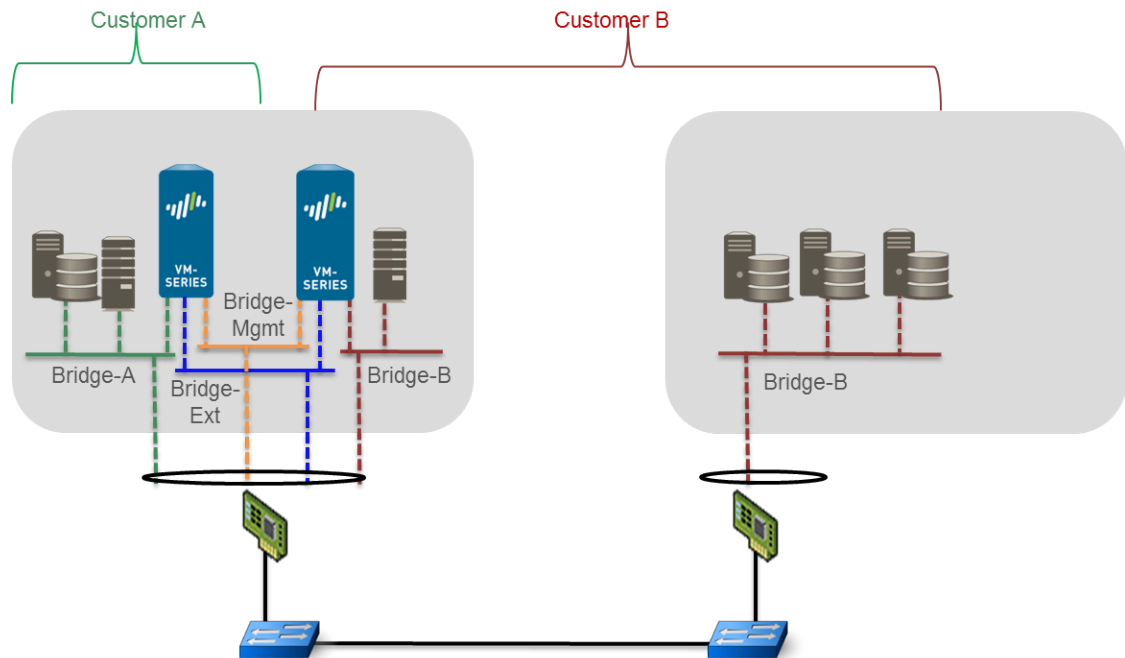 Customer A
Customer B
VM-
SERIES
VM-
SERIES
Bridge-
Mgmt
Bridge-A
Bridge-
Ext
Bridge-B
Bridge-B